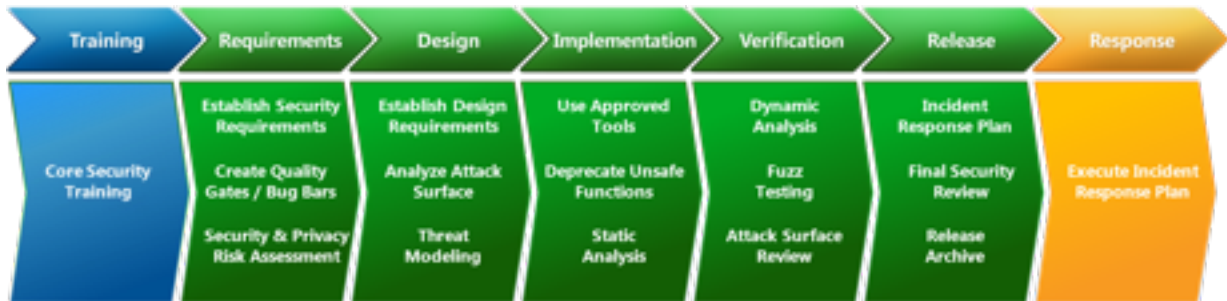 Training
Requirements
Design
Implementation
Verification
Release
Response
Core Security
Training
Establish Security
Requirements
Create Quality
Gates / Bug Bars
Security & Privacy
Risk Assessment
Establish Design
Requirements
Analyze Attack
Surface
Threat
Modeling
Use Approved
Tools
Deprecate Unsafe
Functions
Static
Analysis
Dynamic
Analysis
Fuzz
Testing
Attack Surface
Review
Incident
Response Plan
Final Security
Review
Release
Archive
Execute Incident
Response Plan